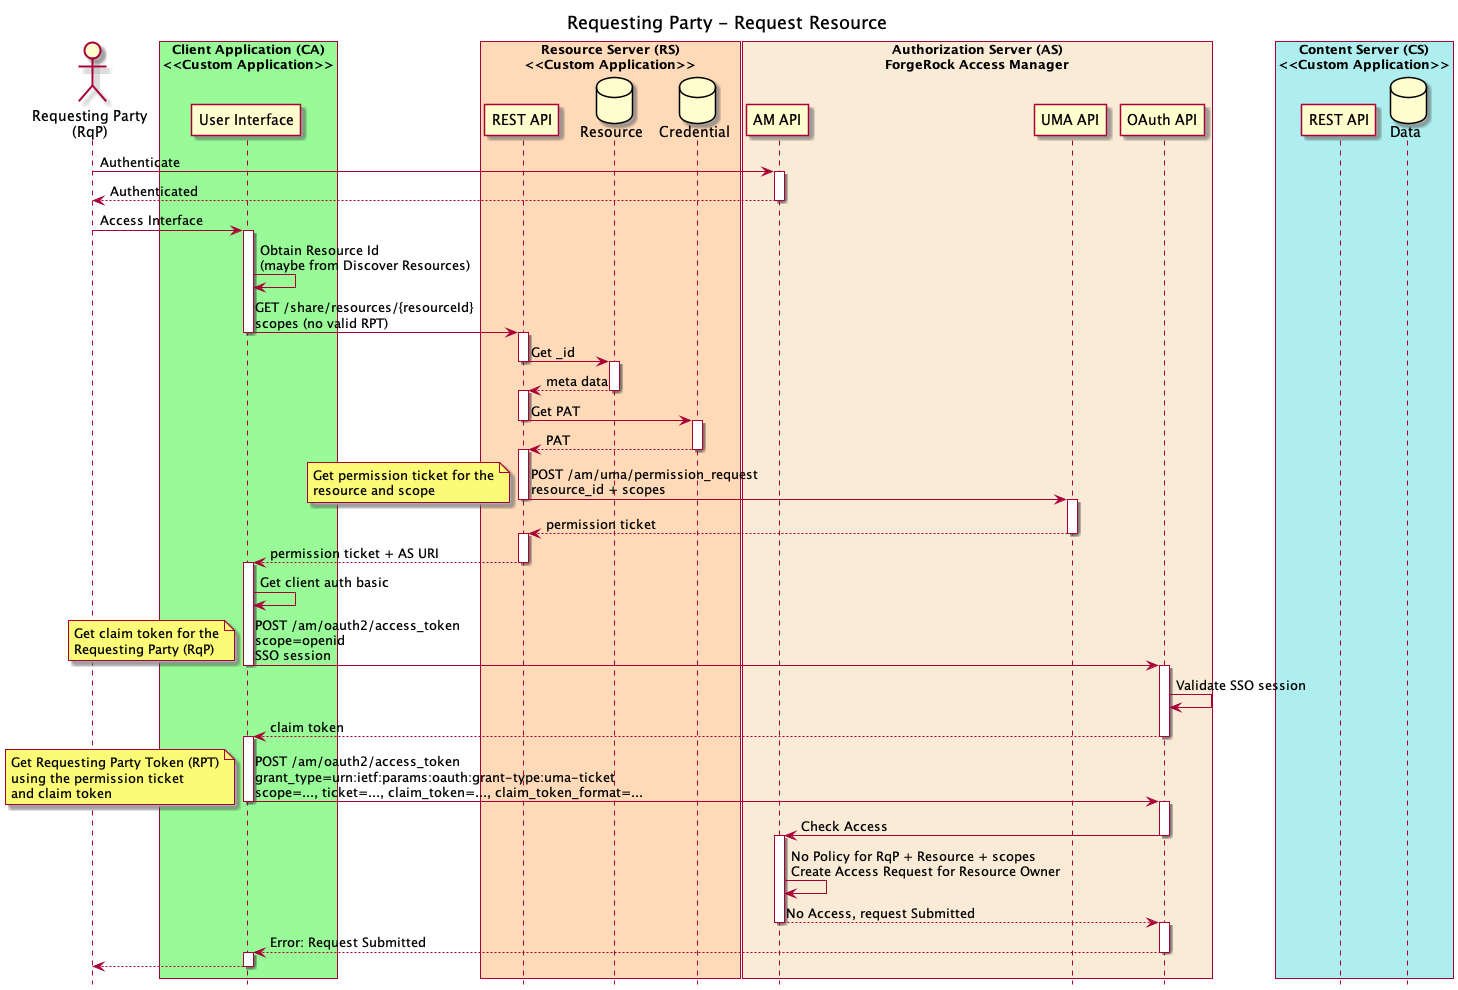 Requesting Party - Request Resource
Client Application (CA)
<<Custom Application>>
Resource Server (RS)
<<Custom Application>>
Authorization Server (AS)
ForgeRock Access Manager
Content Server (CS)
<<Custom Application>>
Requesting Party
(RqP)
User Interface
REST API
Resource
Credential
AM API
UMA API
OAuth API
REST API
Data
Authenticate
Authenticated
Access Interface
Obtain Resource Id
(maybe from Discover Resources)
GET /share/resources/{resourceId}
scopes (no valid RPT)
Get _id
meta data
Get PAT
PAT
Get permission ticket for the
resource and scope
POST /am/uma/permission_request
resource_id + scopes
permission ticket
permission ticket + AS URI
Get client auth basic
Get claim token for the
Requesting Party (RqP)
POST /am/oauth2/access_token
scope=openid
SSO session
Validate SSO session
claim token
Get Requesting Party Token (RPT)
using the permission ticket
and claim token
POST /am/oauth2/access_token
grant_type=urn:ietf:params:oauth:grant-type:uma-ticket
scope=..., ticket=..., claim_token=..., claim_token_format=...
Check Access
No Policy for RqP + Resource + scopes
Create Access Request for Resource Owner
No Access, request Submitted
Error: Request Submitted